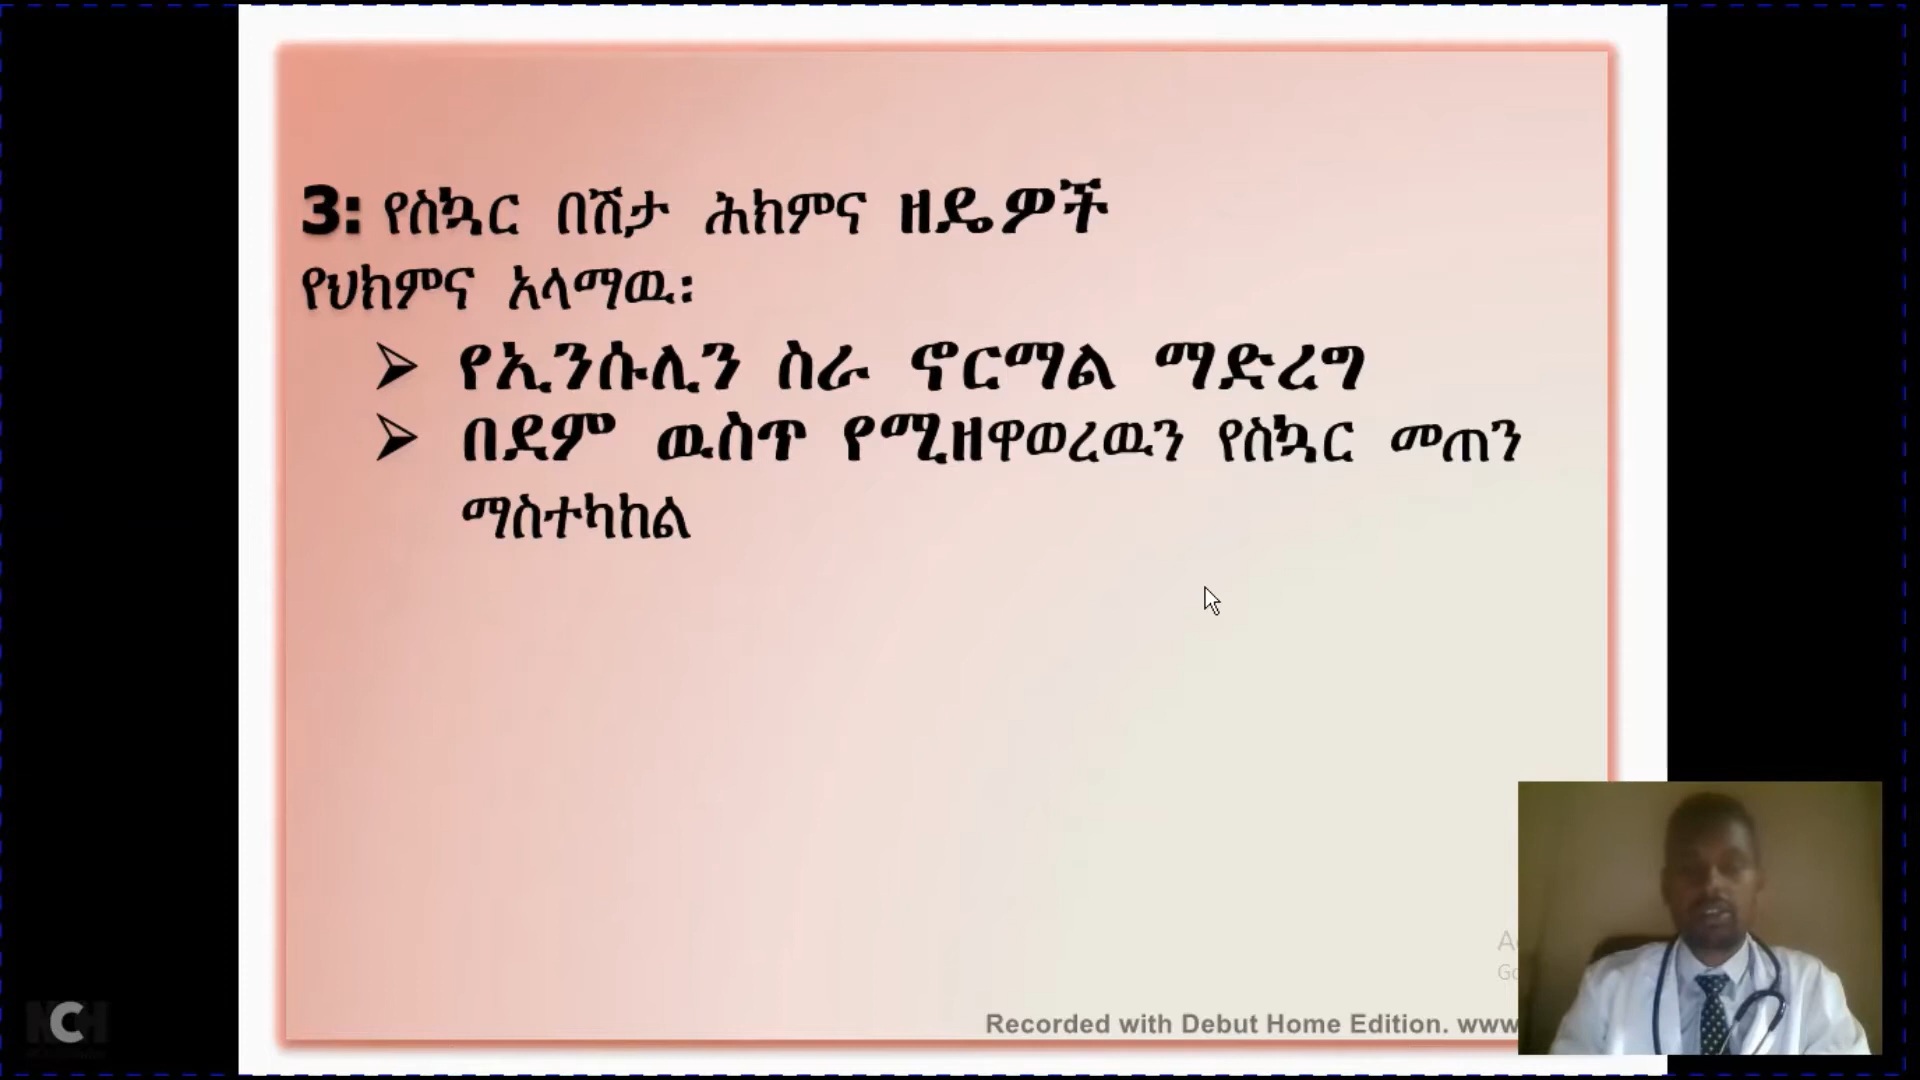 3: የስኳር በሽታ ሕክምና ዘዴዎች
የህክምና አላማዉ፡
➢ የኢንሱሊን ስራ ኖርማል ማድረግ
➢ በደም ዉስጥ የሚዘዋወረዉን የስኳር መጠን
ማስተካከል
Recorded with Debut Home Edition. www
NCH